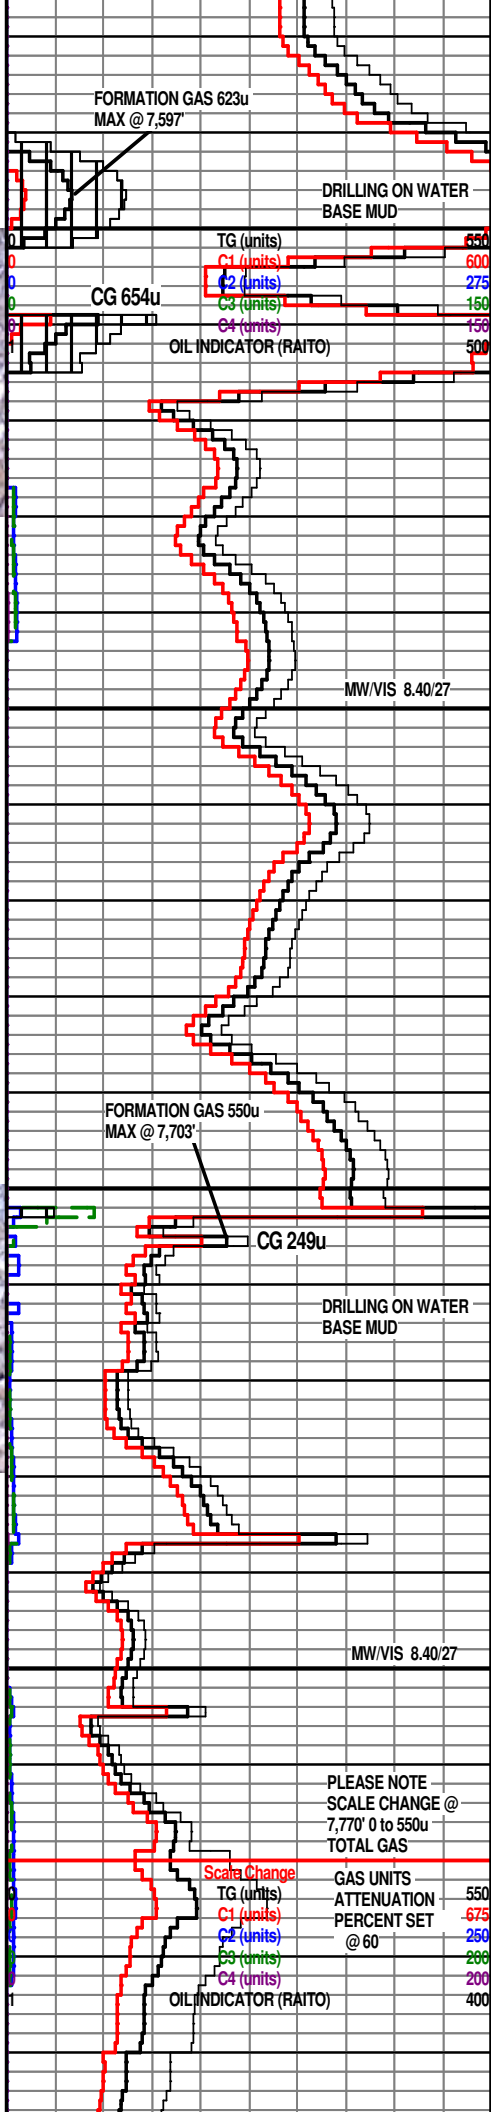 FORMATION GAS 623u
MAX @ 7,597'
DRILLING ON WATER
BASE MUD
0 TG (units) 550
0 C1 (units) 600
0 C2 (units) 275
0 C3 (units) 150
0 C4 (units) 150
CG 654u
1 OIL INDICATOR (RAITO) 500
MW/VIS 8.40/27
FORMATION GAS 550u
MAX @ 7,703'
CG 249u
DRILLING ON WATER
BASE MUD
MW/VIS 8.40/27
PLEASE NOTE
SCALE CHANGE @
7,770' 0 to 550u
TOTAL GAS
Scale Change
GAS UNITS
ATTENUATION
PERCENT SET
@ 60
TG (units) 550
C1 (units) 675
C2 (units) 250
C3 (units) 200
C4 (units) 200
1 OIL INDICATOR (RAITO) 400